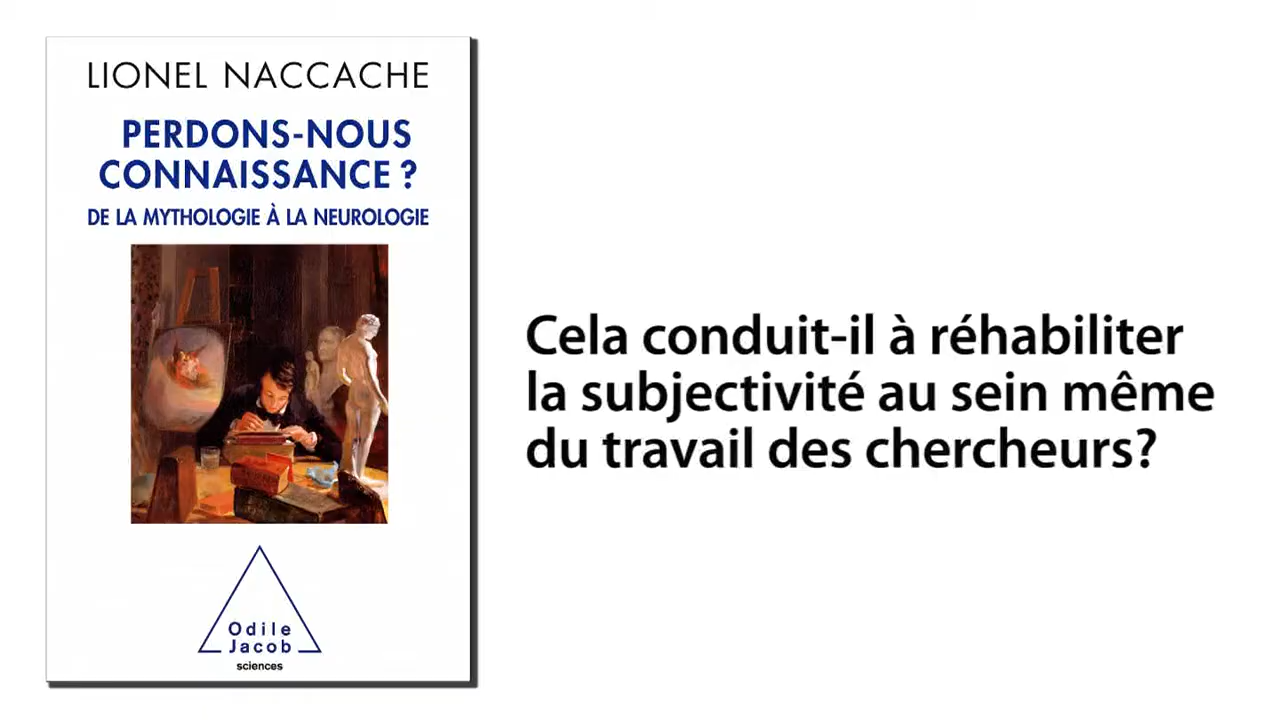 LIONEL NACCACHE
PERDONS-NOUS
CONNAISSANCE ?
DE LA MYTHOLOGIE À LA NEUROLOGIE
Odile
Jacob
sciences
Cela conduit-il à réhabiliter
la subjectivité au sein même
du travail des chercheurs?